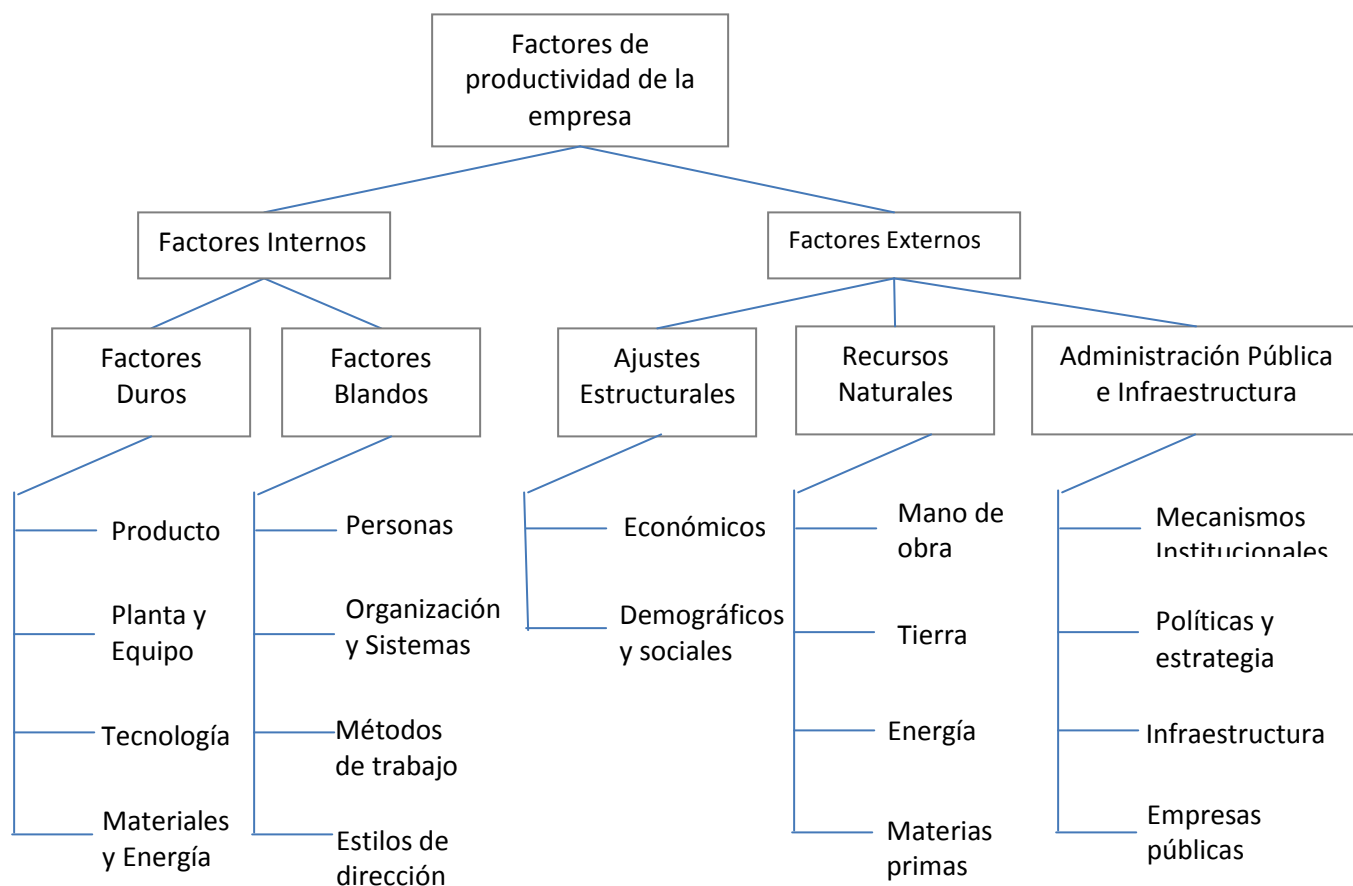 Factores de
productividad de la
empresa
Factores Internos
Factores Externos
Factores
Duros
Factores
Blandos
Ajustes
Estructurales
Recursos
Naturales
Administración Pública
e Infraestructura
Producto
Planta y
Equipo
Tecnología
Materiales
y Energía
Personas
Organización
y Sistemas
Métodos
de trabajo
Estilos de
dirección
Económicos
Demográficos
y sociales
Mano de
obra
Tierra
Energía
Materias
primas
Mecanismos
Institucionales
Políticas y
estrategia
Infraestructura
Empresas
públicas